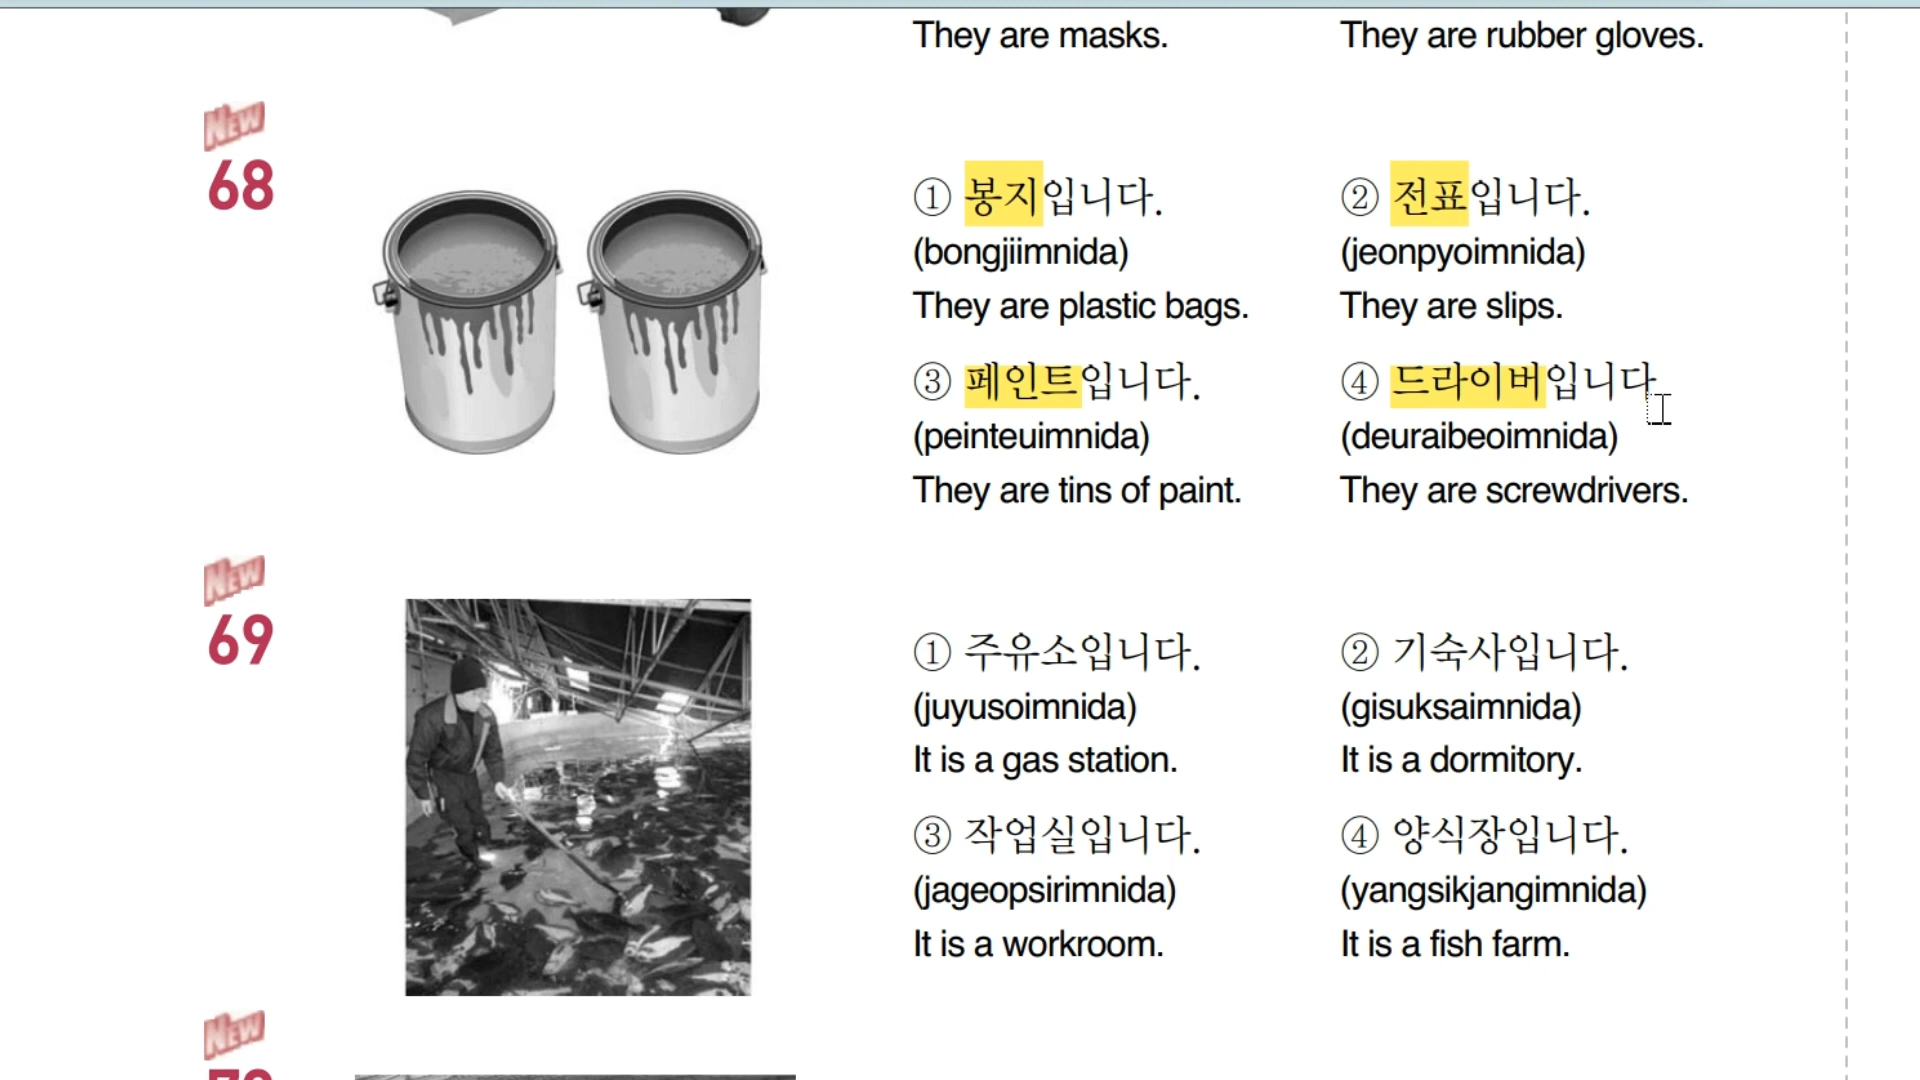 They are masks.
They are rubber gloves.
NEW
68
① 봉지입니다.
(bongjiimnida)
They are plastic bags.
② 전표입니다.
(jeonpyoimnida)
They are slips.
③ 페인트입니다.
(peinteuimnida)
They are tins of paint.
④ 드라이버입니다.
(deuraibeoimnida)
They are screwdrivers.
NEW
69
① 주유소입니다.
(juyusoimnida)
It is a gas station.
② 기숙사입니다.
(gisuksaimnida)
It is a dormitory.
③ 작업실입니다.
(jageopsirimnida)
It is a workroom.
④ 양식장입니다.
(yangsikjangimnida)
It is a fish farm.
NEW